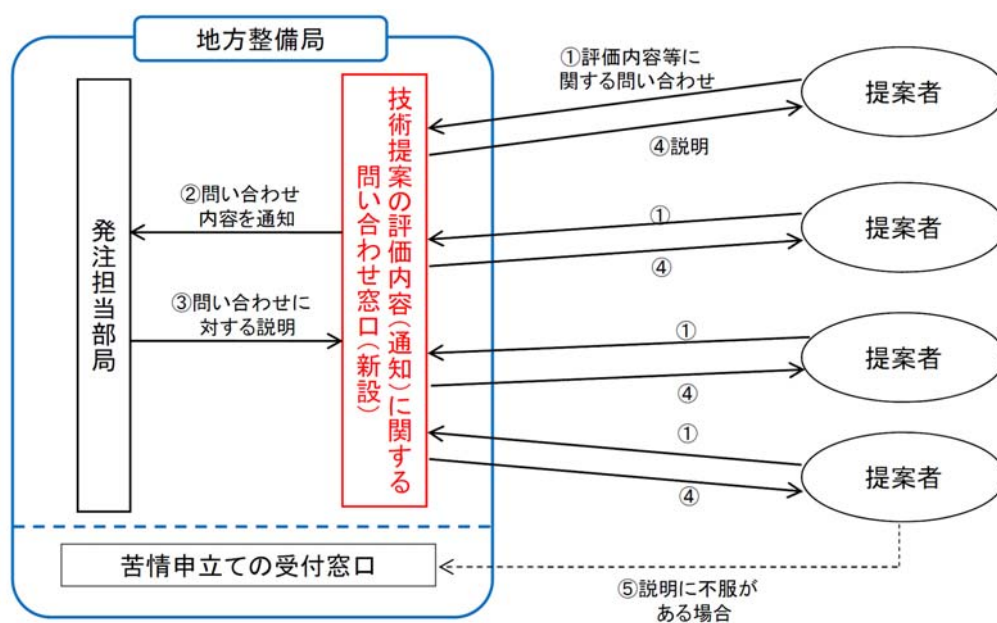 地方整備局
①評価内容等に
関する問い合わせ
提案者
④説明
技術提案の評価内容(通知)に関する
問い合わせ窓口(新設)
②問い合わせ
内容を通知
発注担当部局
③問い合わせに
対する説明
①
④
提案者
①
④
提案者
①
④
提案者
苦情申立ての受付窓口
⑤説明に不服が
ある場合